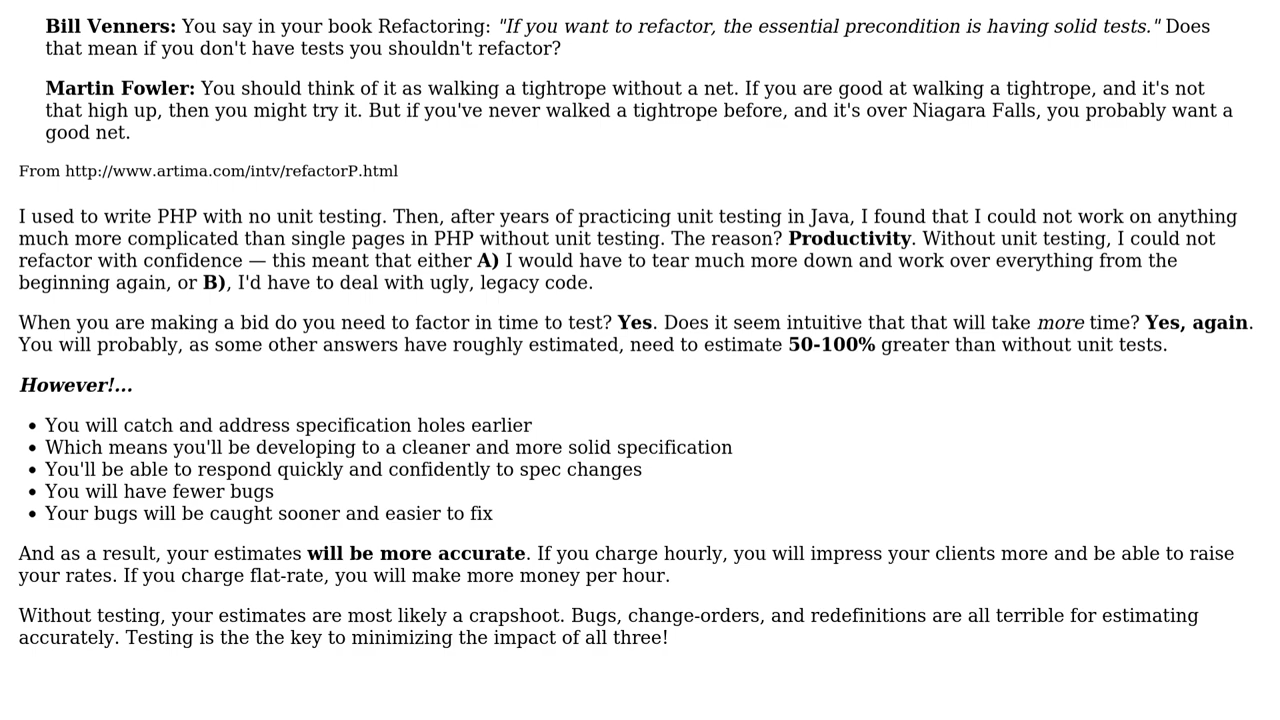 Bill Venners: You say in your book Refactoring: "If you want to refactor, the essential precondition is having solid tests." Does
that mean if you don't have tests you shouldn't refactor?
Martin Fowler: You should think of it as walking a tightrope without a net. If you are good at walking a tightrope, and it's not
that high up, then you might try it. But if you've never walked a tightrope before, and it's over Niagara Falls, you probably want a
good net.
From http://www.artima.com/intv/refactorP.html
I used to write PHP with no unit testing. Then, after years of practicing unit testing in Java, I found that I could not work on anything
much more complicated than single pages in PHP without unit testing. The reason? Productivity. Without unit testing, I could not
refactor with confidence — this meant that either A) I would have to tear much more down and work over everything from the
beginning again, or B), I'd have to deal with ugly, legacy code.
When you are making a bid do you need to factor in time to test? Yes. Does it seem intuitive that that will take more time? Yes, again.
You will probably, as some other answers have roughly estimated, need to estimate 50-100% greater than without unit tests.
However!...
• You will catch and address specification holes earlier
• Which means you'll be developing to a cleaner and more solid specification
• You'll be able to respond quickly and confidently to spec changes
• You will have fewer bugs
• Your bugs will be caught sooner and easier to fix
And as a result, your estimates will be more accurate. If you charge hourly, you will impress your clients more and be able to raise
your rates. If you charge flat-rate, you will make more money per hour.
Without testing, your estimates are most likely a crapshoot. Bugs, change-orders, and redefinitions are all terrible for estimating
accurately. Testing is the the key to minimizing the impact of all three!